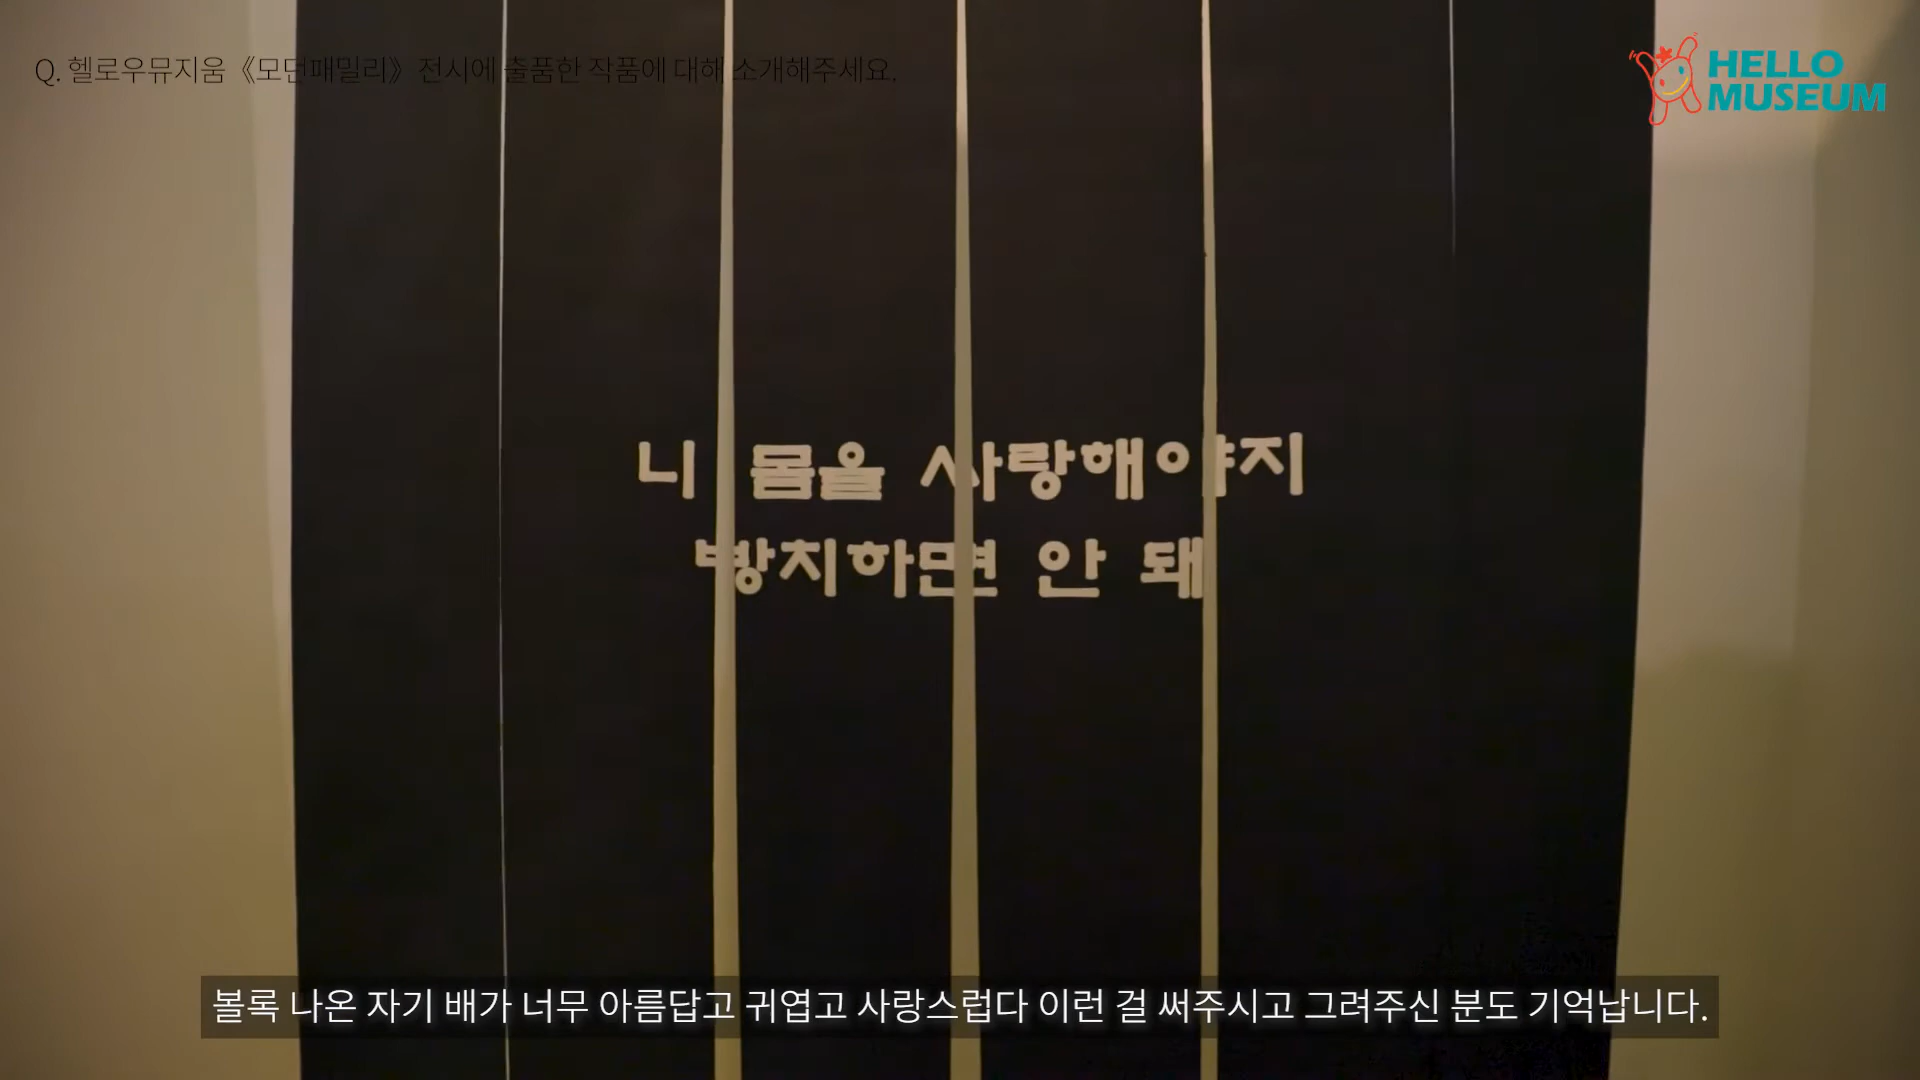 Q. 헬로우뮤지움《모던패밀리》전시에 출품한 작품에 대해 소개해주세요.
HELLO
MUSEUM
니 몸을 사랑해야지
방치하면 안 돼
볼록 나온 자기 배가 너무 아름답고 귀엽고 사랑스럽다 이런 걸 써주시고 그려주신 분도 기억납니다.